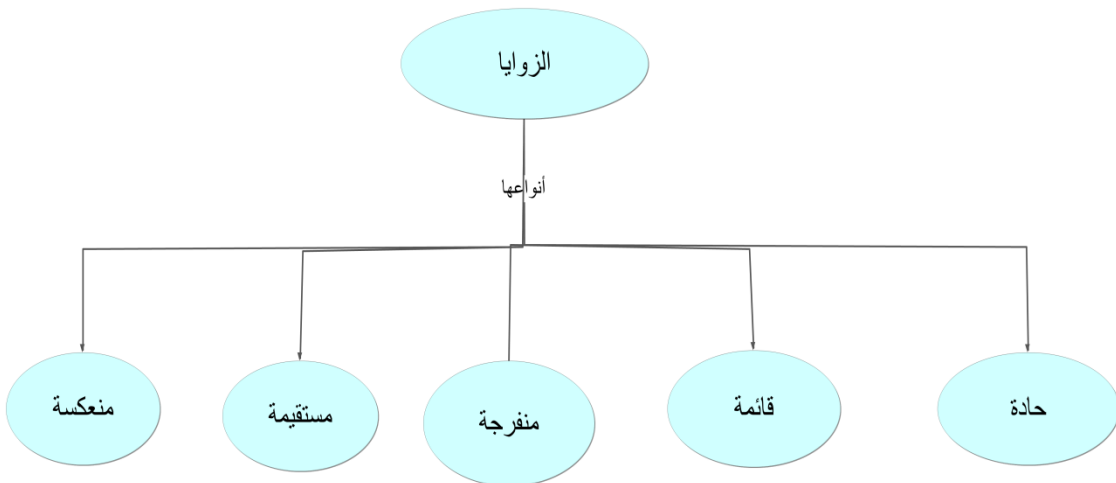 الزوايا
أنواعها
حادة
قائمة
منفرجة
مستقيمة
منعكسة